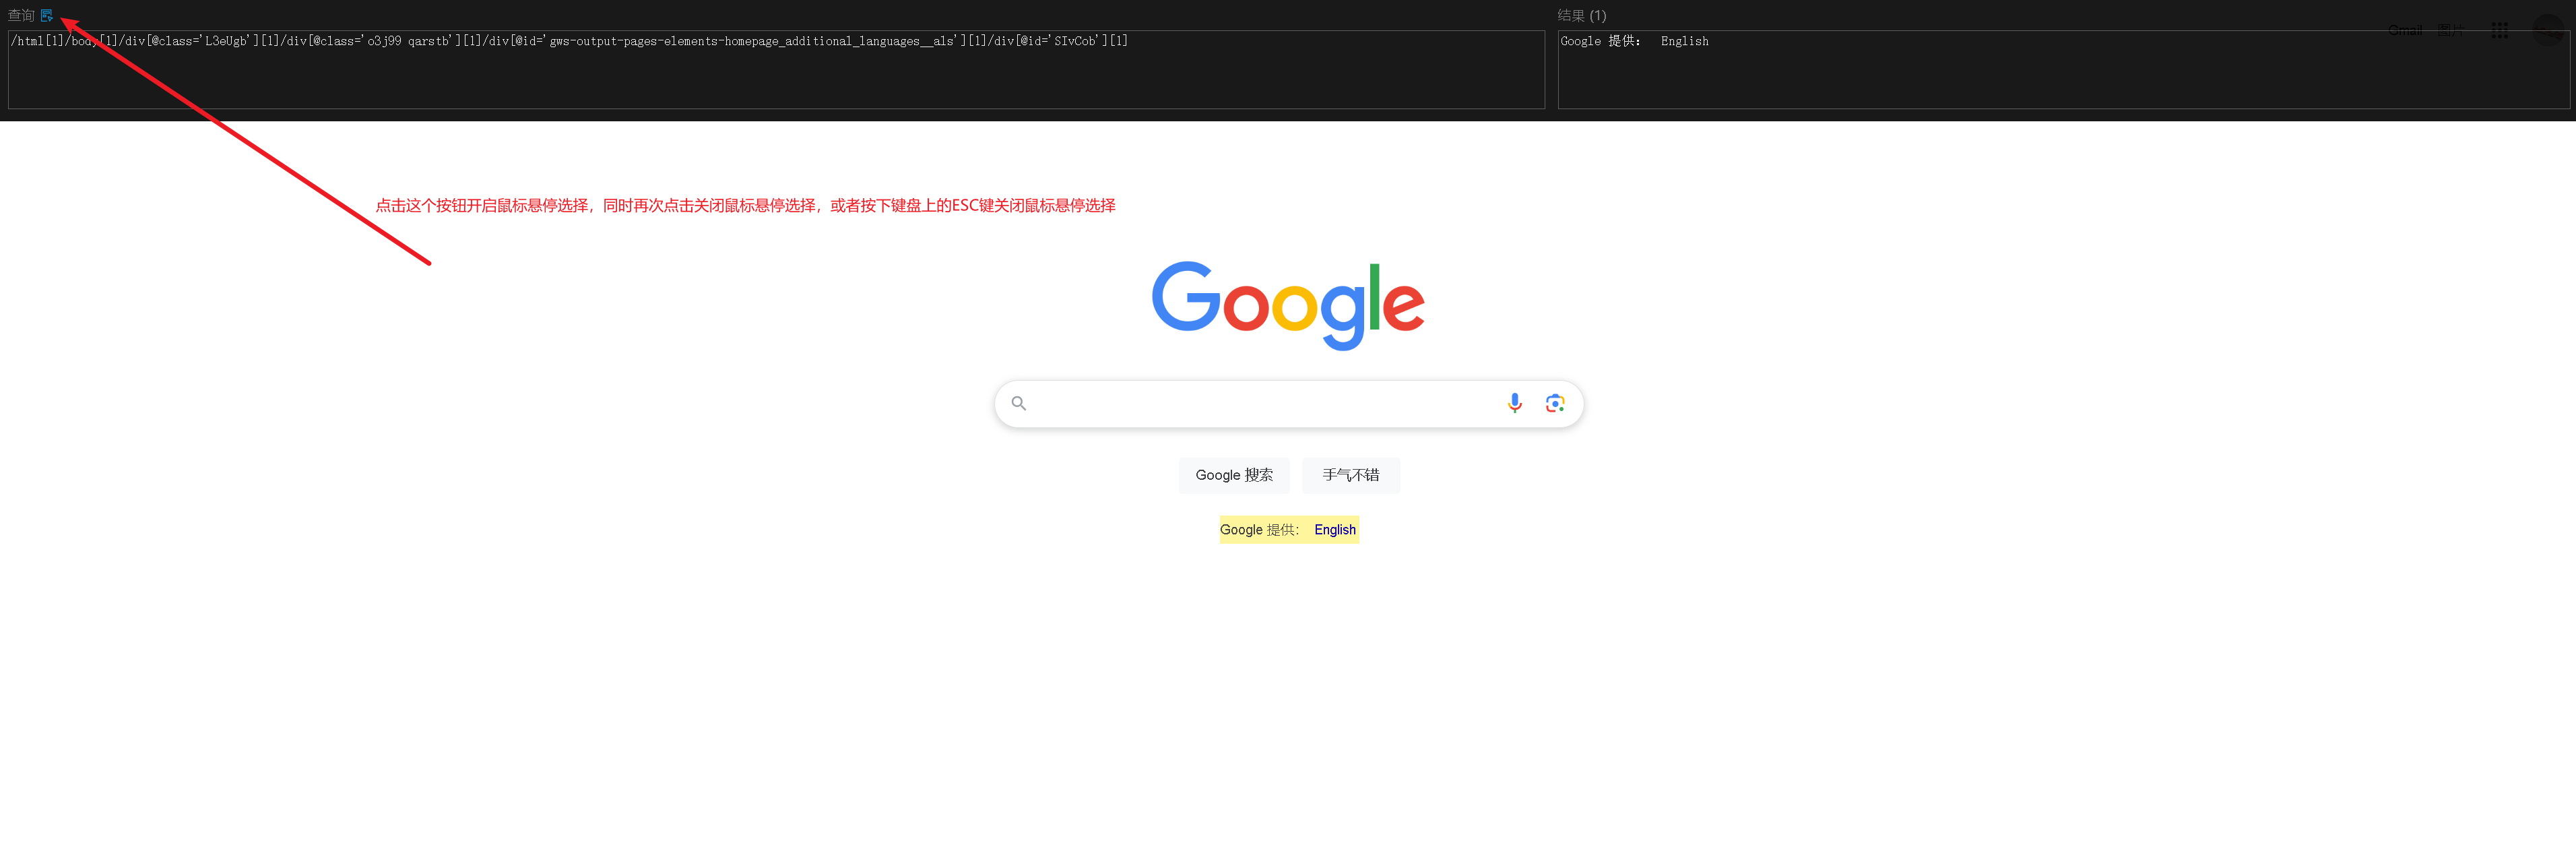 查询
结果 (1)
Gmail 图片
/html[1]/body[1]/div[@class='L3eUgb'][1]/div[@class='o3j99 qarstb'][1]/div[@id='gws-output-pages-elements-homepage_additional_languages__als'][1]/div[@id='SIvCob'][1]
Google 提供： English
点击这个按钮开启鼠标悬停选择，同时再次点击关闭鼠标悬停选择，或者按下键盘上的ESC键关闭鼠标悬停选择
Google
Google 搜索
手气不错
Google 提供： English